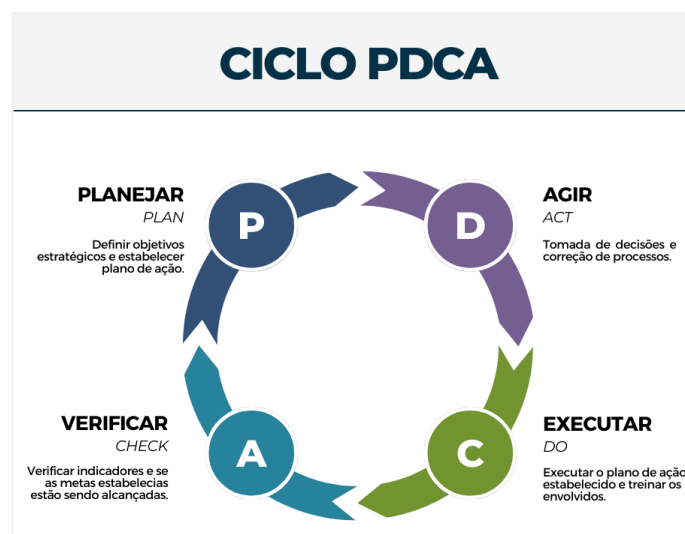 CICLO PDCA
PLANEJAR
PLAN
Definir objetivos
estratégicos e estabelecer
plano de ação.
P
D
AGIR
ACT
Tomada de decisões e
correção de processos.
VERIFICAR
CHECK
Verificar indicadores e se
as metas estabelecias
estão sendo alcançadas.
A
C
EXECUTAR
DO
Executar o plano de ação
estabelecido e treinar os
envolvidos.